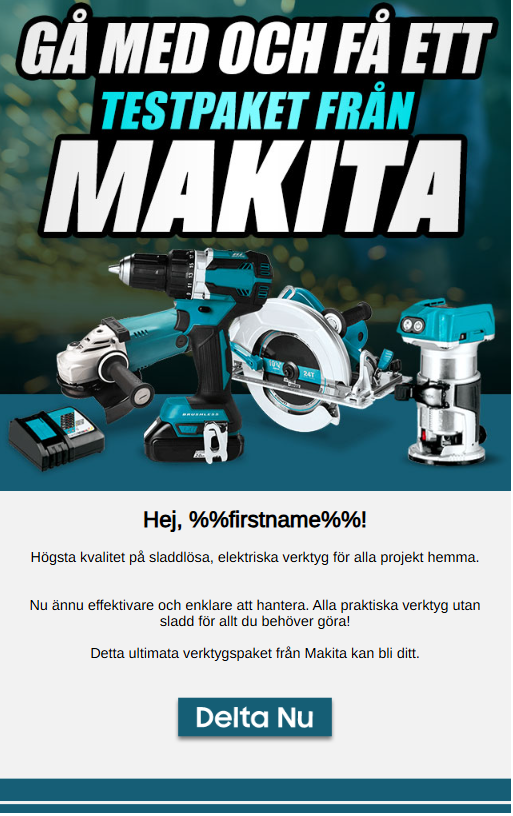 GÅ MED OCH FÅ ETT
TESTPAKET FRÅN
MAKITA
BRUSHLESS
24T
Hej, %%firstname%%!
Högsta kvalitet på sladdlösa, elektriska verktyg för alla projekt hemma.
Nu ännu effektivare och enklare att hantera. Alla praktiska verktyg utan
sladd för allt du behöver göra!
Detta ultimata verktygspaket från Makita kan bli ditt.
Delta Nu